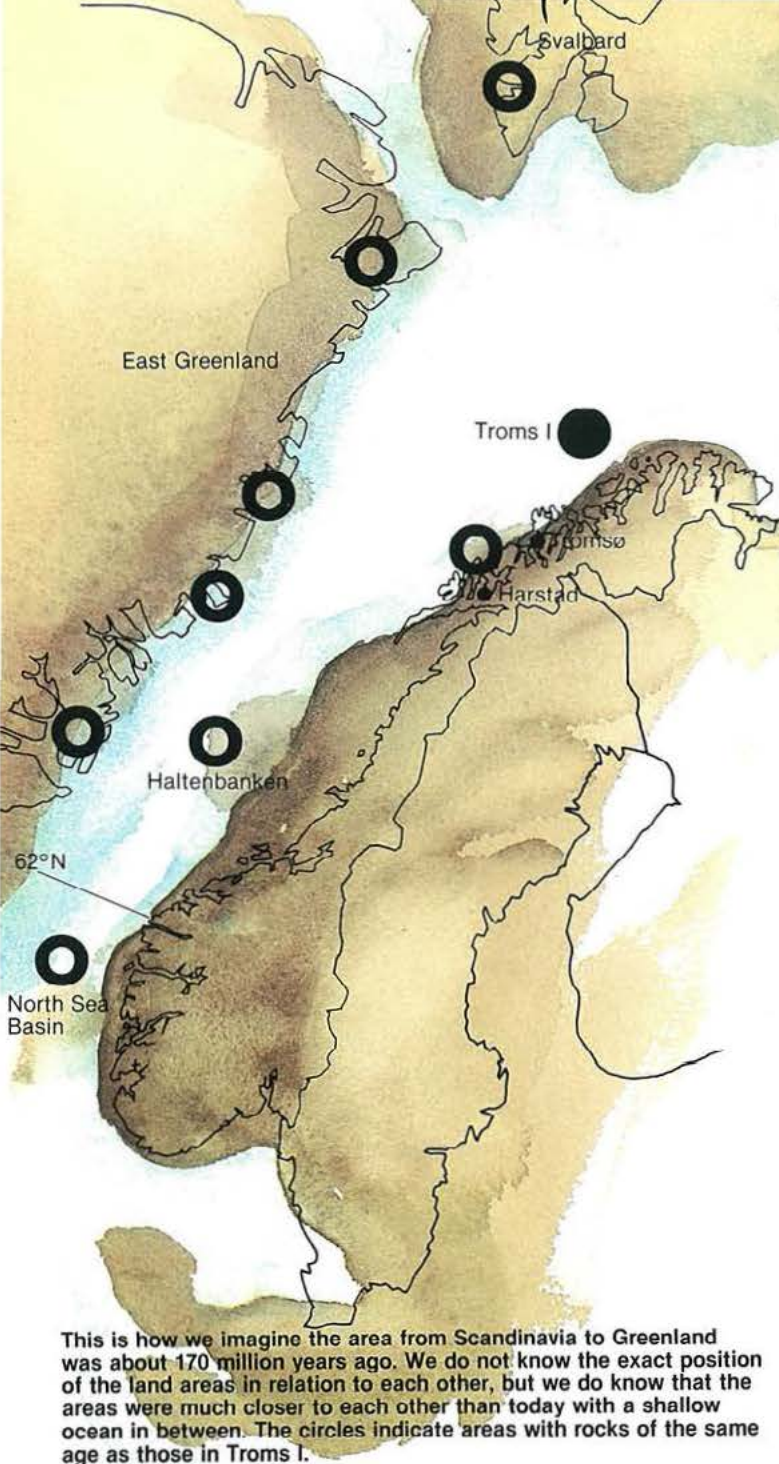 Svalbard
East Greenland
Troms I
Tromsø
Harstad
Haltenbanken
62°N
North Sea
Basin
This is how we imagine the area from Scandinavia to Greenland
was about 170 million years ago. We do not know the exact position
of the land areas in relation to each other, but we do know that the
areas were much closer to each other than today with a shallow
ocean in between. The circles indicate areas with rocks of the same
age as those in Troms I.